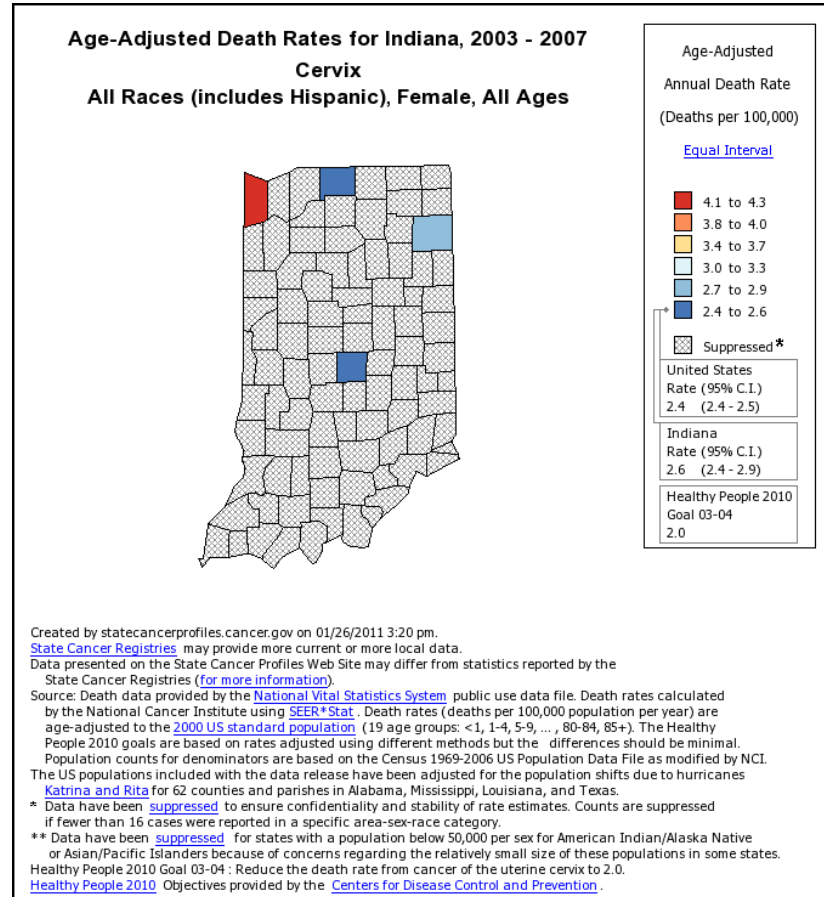 Age-Adjusted Death Rates for Indiana, 2003 - 2007
Cervix
All Races (includes Hispanic), Female, All Ages
Age-Adjusted
Annual Death Rate
(Deaths per 100,000)
Equal Interval
4.1 to 4.3
3.8 to 4.0
3.4 to 3.7
3.0 to 3.3
2.7 to 2.9
2.4 to 2.6
Suppressed*
United States
Rate (95% C.I.)
2.4 (2.4 - 2.5)
Indiana
Rate (95% C.I.)
2.6 (2.4 - 2.9)
Healthy People 2010
Goal 03-04
2.0
Created by statecancerprofiles.cancer.gov on 01/26/2011 3:20 pm.
State Cancer Registries may provide more current or more local data.
Data presented on the State Cancer Profiles Web Site may differ from statistics reported by the
State Cancer Registries (for more information).
Source: Death data provided by the National Vital Statistics System public use data file. Death rates calculated
by the National Cancer Institute using SEER*Stat. Death rates (deaths per 100,000 population per year) are
age-adjusted to the 2000 US standard population (19 age groups: <1, 1-4, 5-9, ... , 80-84, 85+). The Healthy
People 2010 goals are based on rates adjusted using different methods but the differences should be minimal.
Population counts for denominators are based on the Census 1969-2006 US Population Data File as modified by NCI.
The US populations included with the data release have been adjusted for the population shifts due to hurricanes
Katrina and Rita for 62 counties and parishes in Alabama, Mississippi, Louisiana, and Texas.
* Data have been suppressed to ensure confidentiality and stability of rate estimates. Counts are suppressed
if fewer than 16 cases were reported in a specific area-sex-race category.
** Data have been suppressed for states with a population below 50,000 per sex for American Indian/Alaska Native
or Asian/Pacific Islanders because of concerns regarding the relatively small size of these populations in some states.
Healthy People 2010 Goal 03-04 : Reduce the death rate from cancer of the uterine cervix to 2.0.
Healthy People 2010 Objectives provided by the Centers for Disease Control and Prevention.